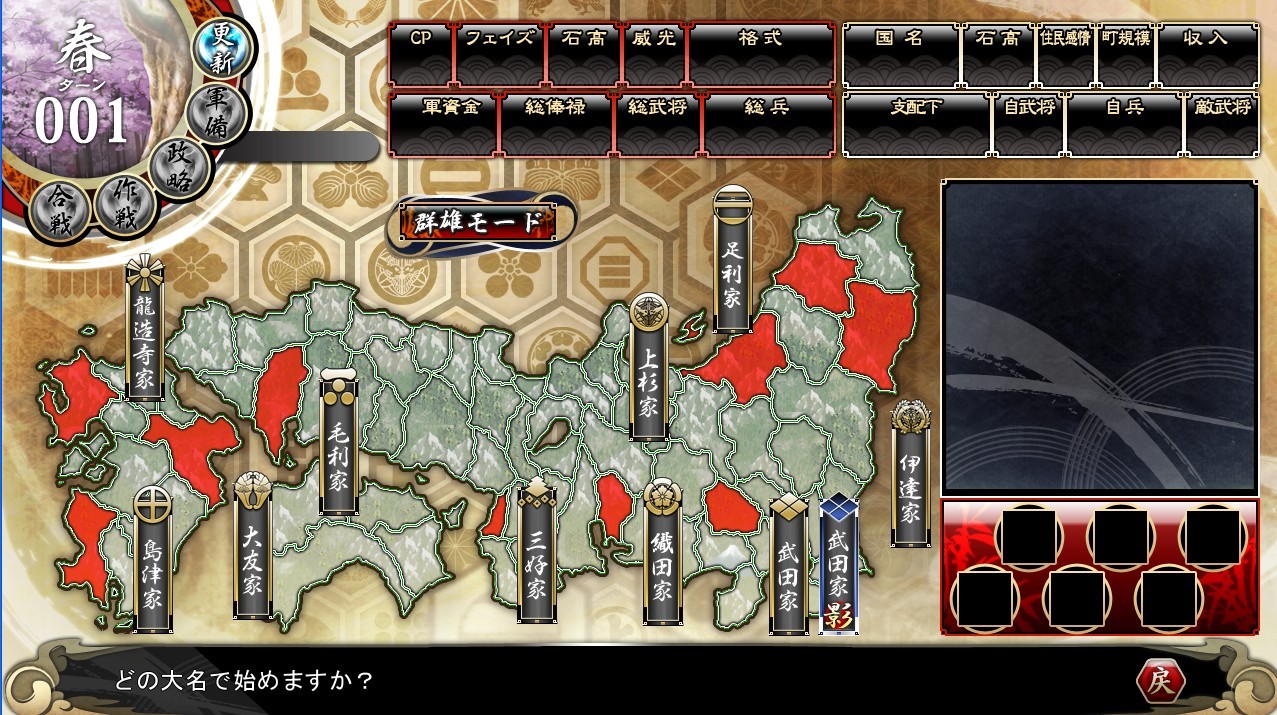 春
ターン
001
更新
軍備
政略
作戦
合戦
CP
フェイズ
石高
威光
格式
国名
石高
住民感情
町規模
収入
軍資金
総俸禄
総武将
総兵
支配下
自武将
自兵
敵武将
群雄モード
足利家
龍造寺家
上杉家
毛利家
伊達家
大友家
島津家
三好家
織田家
武田家
武田家
影
どの大名で始めますか？
戻